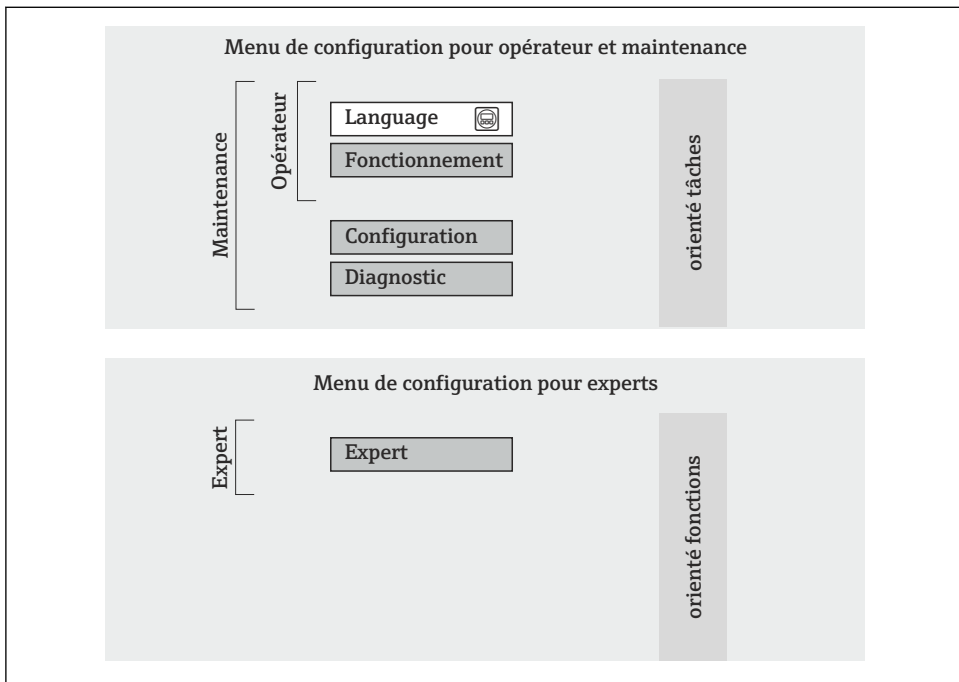 Menu de configuration pour opérateur et maintenance
Maintenance
Opérateur
Language
Fonctionnement
Configuration
Diagnostic
orienté tâches
Menu de configuration pour experts
Expert
Expert
orienté fonctions